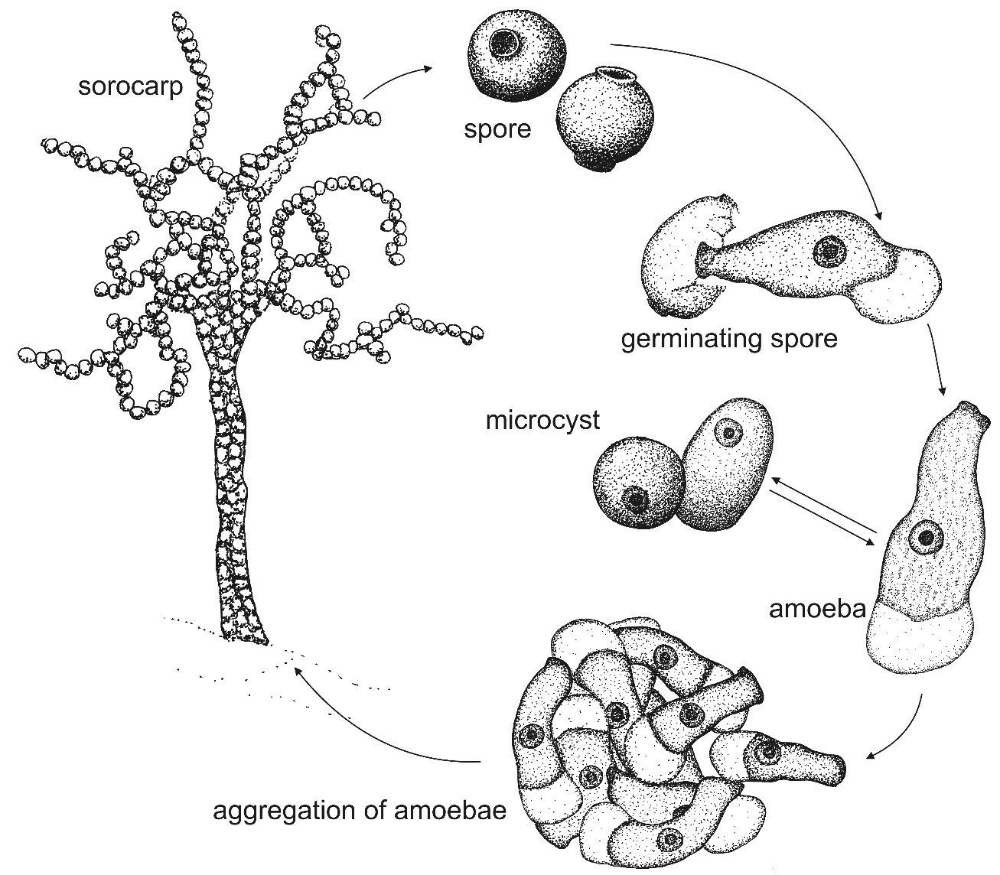 sorocarp
spore
germinating spore
microcyst
amoeba
aggregation of amoebae